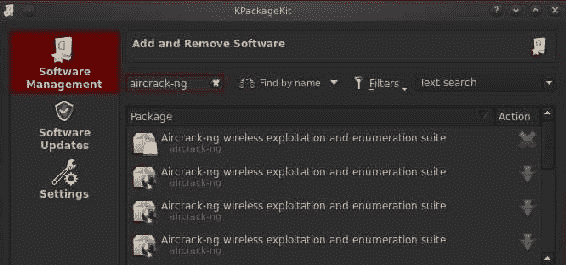 KPackageKit
Add and Remove Software
Software Management
aircrack-ng Find by name Filters Text search
Software Updates
Settings
Package Action
Aircrack-ng wireless exploitation and enumeration suite
aircrack-ng
Aircrack-ng wireless exploitation and enumeration suite
aircrack-ng
Aircrack-ng wireless exploitation and enumeration suite
aircrack-ng
Aircrack-ng wireless exploitation and enumeration suite
aircrack-ng